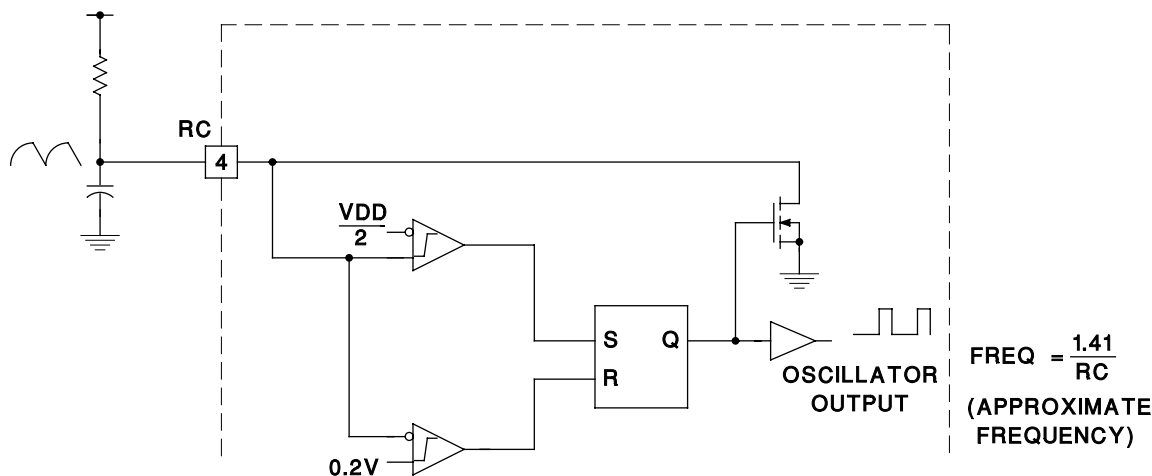 RC
4
VDD
2
S
Q
R
0.2V
OSCILLATOR
OUTPUT
FREQ = 1.41
RC
(APPROXIMATE
FREQUENCY)